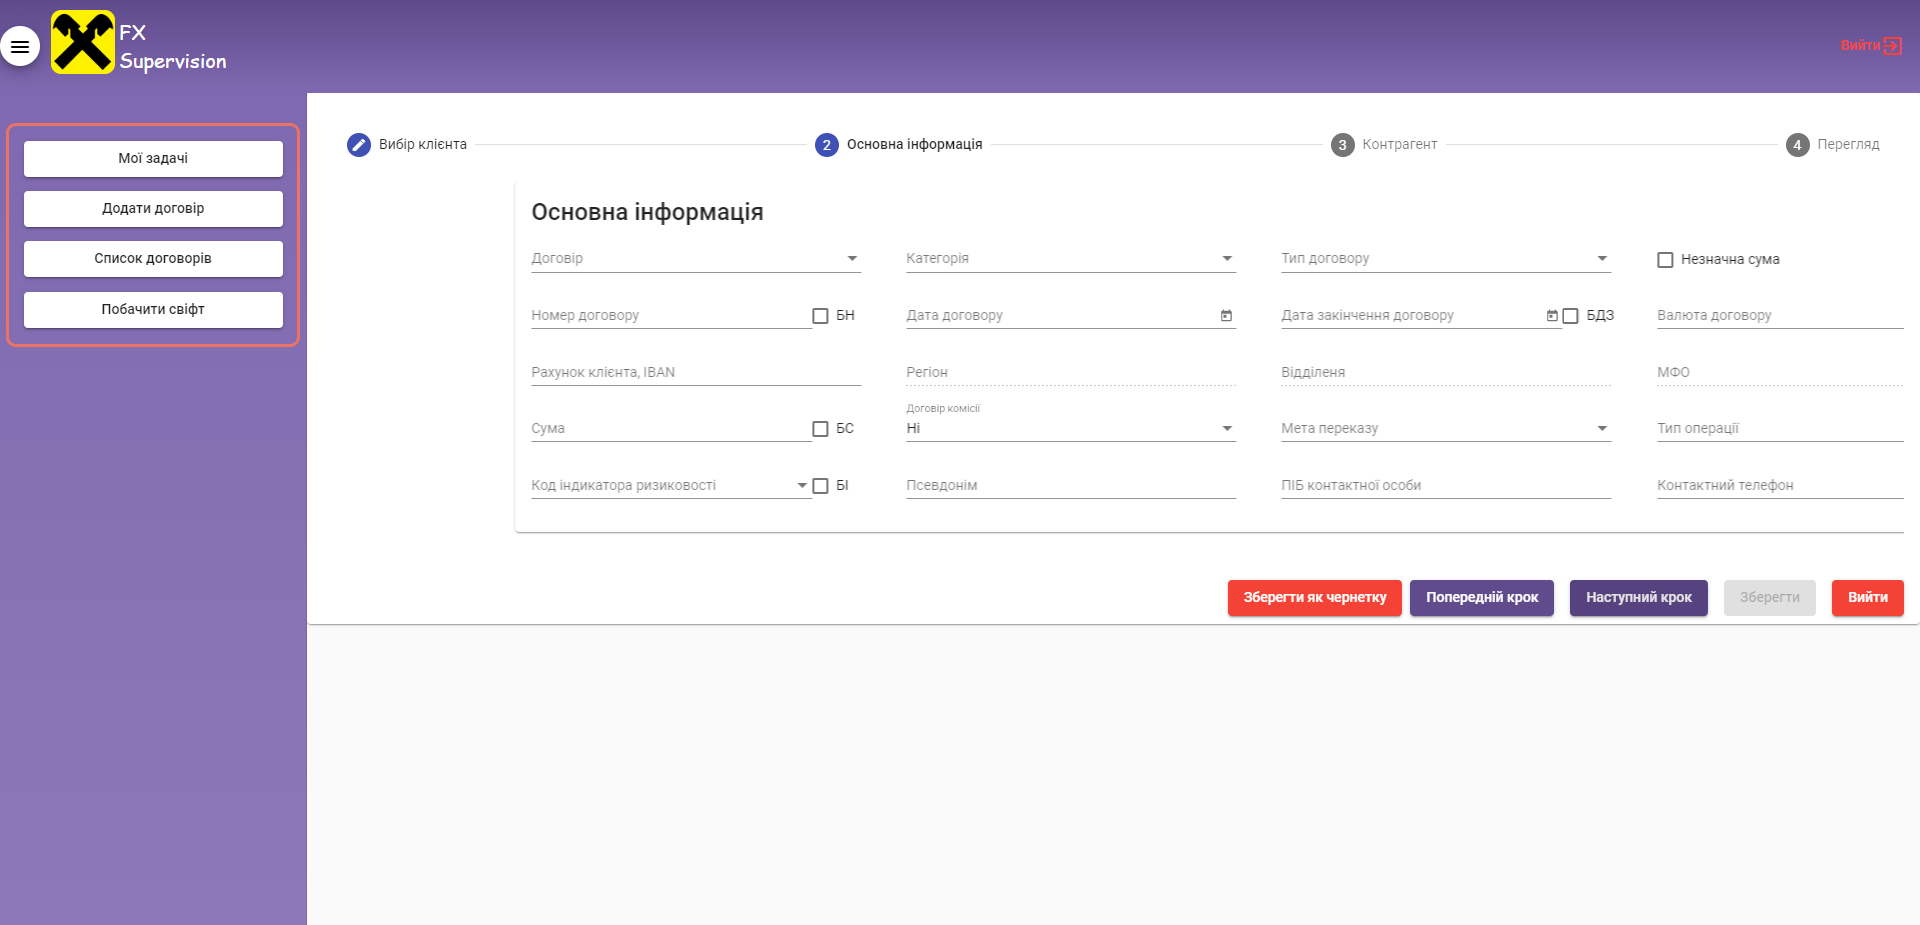 FX
Supervision
Вийти
Мої задачі
Додати договір
Список договорів
Побачити свіфт
Вибір клієнта
2 Основна інформація
3 Контрагент
4 Перегляд
Основна інформація
Договір Категорія Тип договору Незначна сума
Номер договору БН Дата договору Дата закінчення договору БДЗ Валюта договору
Рахунок клієнта, IBAN Регіон Відділеня МФО
Договір комісії
Сума БС Ні Мета переказу Тип операції
Код індикатора ризиковості БІ Псевдонім ПІБ контактної особи Контактний телефон
Зберегти як чернетку Попередній крок Наступний крок Зберегти Вийти